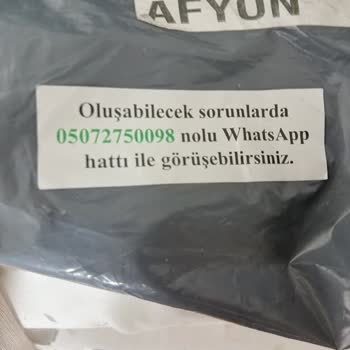 AFYON
Oluşabilecek sorunlarda
05072750098 nolu WhatsApp
hattı ile görüşebilirsiniz.